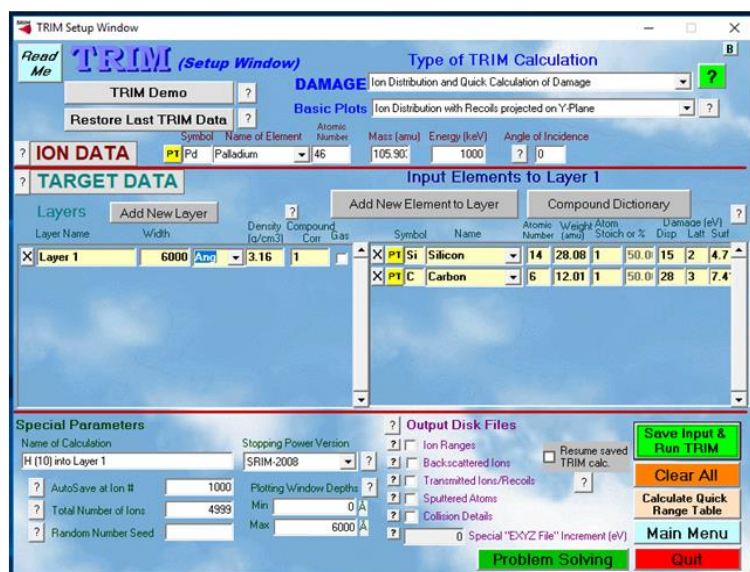 TRIM Setup Window
Read Me
TRIM (Setup Window)
Type of TRIM Calculation
B
DAMAGE Ion Distribution and Quick Calculation of Damage ?
TRIM Demo ?
Basic Plots Ion Distribution with Recoils projected on Y-Plane ?
Restore Last TRIM Data ?
Symbol Name of Element Atomic Number Mass (amu) Energy (keV) Angle of Incidence
? ION DATA PT Pd Palladium 46 105.90: 1000 ? 0
? TARGET DATA
Input Elements to Layer 1
Layers Add New Layer ?
Add New Element to Layer Compound Dictionary ?
Layer Name Width Density (g/cm3) Compound Corr Gas
Symbol Name Atomic Number Weight (amu) Atom Stoich or % Damage (eV) Disp Latt Surf
X Layer 1 6000 Ang 3.16 1
X PT Si Silicon 14 28.08 1 50.0 15 2 4.7
X PT C Carbon 6 12.01 1 50.0 28 3 7.4
Special Parameters
Name of Calculation
H (10) into Layer 1
Stopping Power Version
SRIM-2008 ?
? AutoSave at Ion # 1000
? Total Number of Ions 4999
? Random Number Seed
Plotting Window Depths ?
Min 0 Å
Max 6000 Å
? Output Disk Files
? Ion Ranges
? Backscattered Ions
? Transmitted Ions/Recoils
? Sputtered Atoms
? Collision Details
? 0 Special "EXYZ File" Increment (eV)
Resume saved TRIM calc.
?
Save Input & Run TRIM
Clear All
Calculate Quick Range Table
Main Menu
Problem Solving
Quit